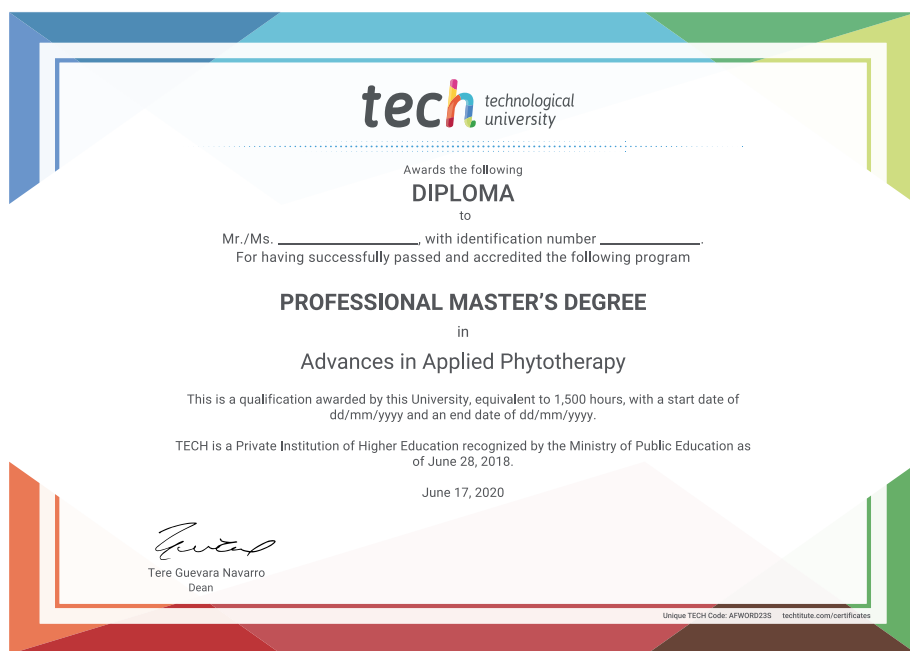 tech technological
university
Awards the following
DIPLOMA
to
Mr./Ms. ____________________, with identification number ______________.
For having successfully passed and accredited the following program
PROFESSIONAL MASTER'S DEGREE
in
Advances in Applied Phytotherapy
This is a qualification awarded by this University, equivalent to 1,500 hours, with a start date of
dd/mm/yyyy and an end date of dd/mm/yyyy.
TECH is a Private Institution of Higher Education recognized by the Ministry of Public Education as
of June 28, 2018.
June 17, 2020
Tere Guevara Navarro
Dean
Unique TECH Code: AFWORD23S techtitute.com/certificates